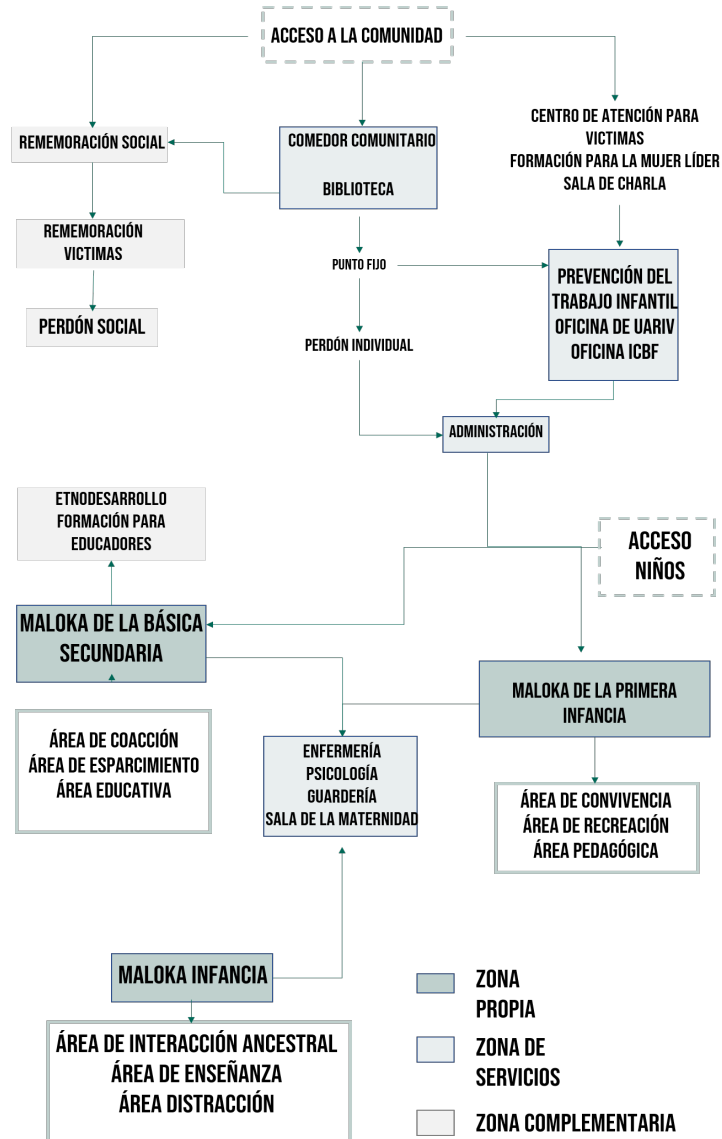 ACCESO A LA COMUNIDAD
REMEMORACIÓN SOCIAL
COMEDOR COMUNITARIO
BIBLIOTECA
CENTRO DE ATENCIÓN PARA
VICTIMAS
FORMACIÓN PARA LA MUJER LÍDER
SALA DE CHARLA
REMEMORACIÓN
VICTIMAS
PERDÓN SOCIAL
PUNTO FIJO
PERDÓN INDIVIDUAL
PREVENCIÓN DEL
TRABAJO INFANTIL
OFICINA DE UARIV
OFICINA ICBF
ADMINISTRACIÓN
ETNODESARROLLO
FORMACIÓN PARA
EDUCADORES
ACCESO
NIÑOS
MALOKA DE LA BÁSICA
SECUNDARIA
MALOKA DE LA PRIMERA
INFANCIA
ÁREA DE COACCIÓN
ÁREA DE ESPARCIMIENTO
ÁREA EDUCATIVA
ENFERMERÍA
PSICOLOGÍA
GUARDERÍA
SALA DE LA MATERNIDAD
ÁREA DE CONVIVENCIA
ÁREA DE RECREACIÓN
ÁREA PEDAGÓGICA
MALOKA INFANCIA
ÁREA DE INTERACCIÓN ANCESTRAL
ÁREA DE ENSEÑANZA
ÁREA DISTRACCIÓN
ZONA
PROPIA
ZONA DE
SERVICIOS
ZONA COMPLEMENTARIA